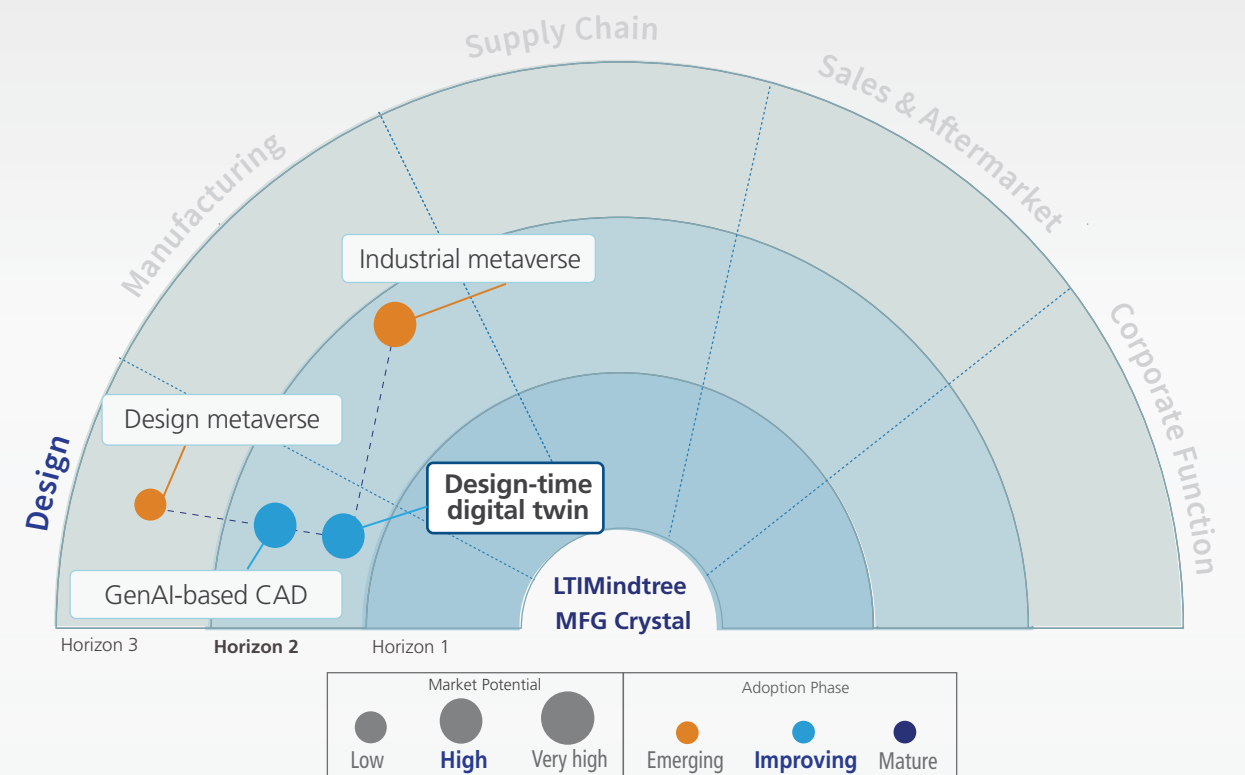 Supply Chain
Sales & Aftermarket
Manufacturing
Industrial metaverse
Corporate Function
Design metaverse
Design
Design-time
digital twin
GenAI-based CAD
LTIMindtree
MFG Crystal
Horizon 3
Horizon 2
Horizon 1
Market Potential
Adoption Phase
Low
High
Very high
Emerging
Improving
Mature